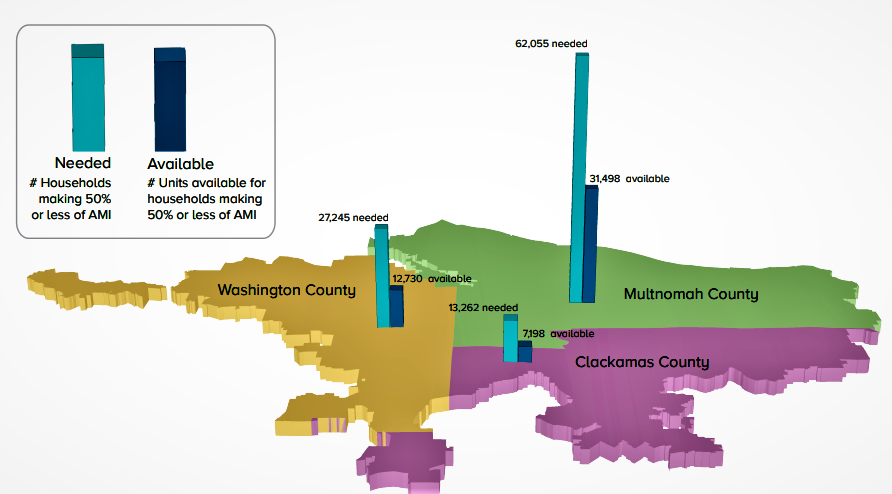 Needed
# Households
making 50%
or less of AMI
Available
# Units available for
households making
50% or less of AMI
62,055 needed
31,498 available
27,245 needed
12,730 available
13,262 needed
7,198 available
Washington County
Multnomah County
Clackamas County